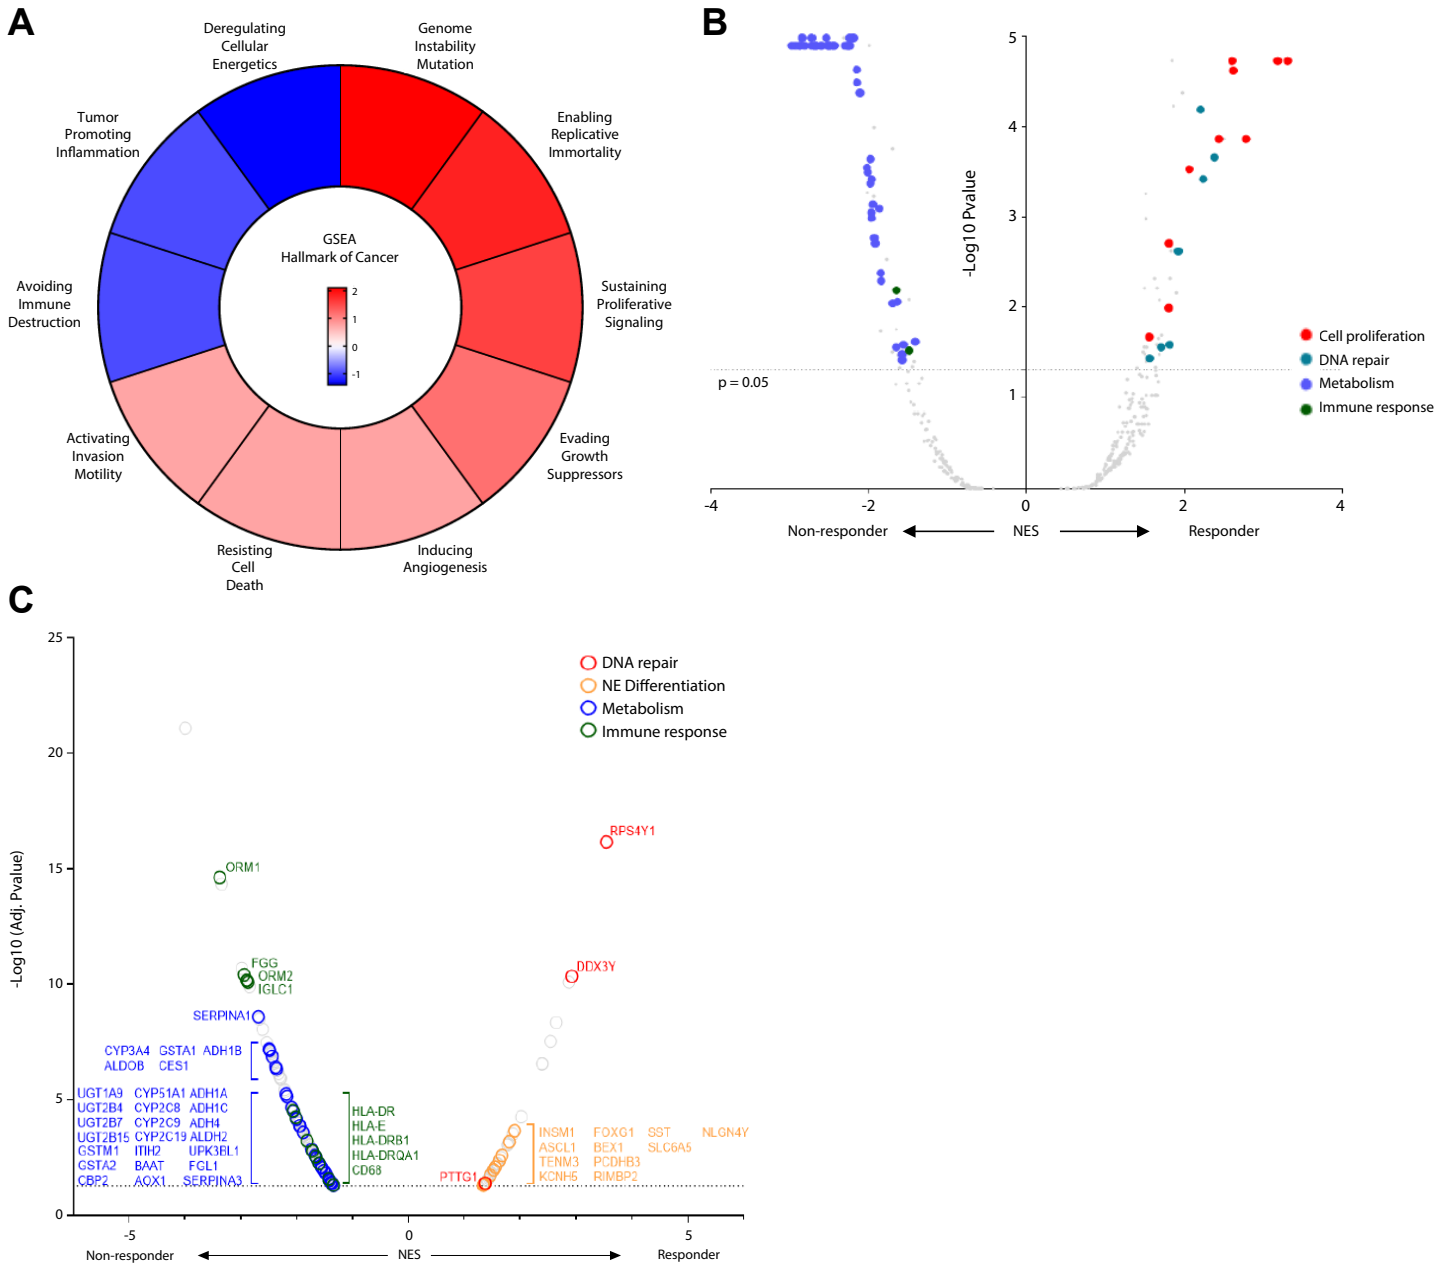 A
Deregulating
Cellular
Energetics
Genome
Instability
Mutation
Tumor
Promoting
Inflammation
Enabling
Replicative
Immortality
GSEA
Hallmark of Cancer
2
1
0
-1
Avoiding
Immune
Destruction
Sustaining
Proliferative
Signaling
Activating
Invasion
Motility
Evading
Growth
Suppressors
Resisting
Cell
Death
Inducing
Angiogenesis
B
5
4
3
2
1
-Log10 Pvalue
p = 0.05
Cell proliferation
DNA repair
Metabolism
Immune response
-4 -2 0 2 4
Non-responder NES Responder
C
25
20
15
10
5
0
-Log10 (Adj. Pvalue)
DNA repair
NE Differentiation
Metabolism
Immune response
RPS4Y1
ORM1
FGG
ORM2
IGLC1
DDX3Y
SERPINA1
CYP3A4 GSTA1 ADH1B
ALDOB CES1
UGT1A9 CYP51A1 ADH1A
UGT2B4 CYP2C8 ADH1C
UGT2B7 CYP2C9 ADH4
UGT2B15 CYP2C19 ALDH2
GSTM1 ITIH2 UPK3BL1
GSTA2 BAAT FGL1
CBP2 AOX1 SERPINA3
HLA-DR
HLA-E
HLA-DRB1
HLA-DRQA1
CD68
PTTG1
INSM1 FOXG1 SST NLGN4Y
ASCL1 BEX1 SLC6A5
TENM3 PCDHB3
KCNH6 RIMBP2
-5 0 5
Non-responder NES Responder